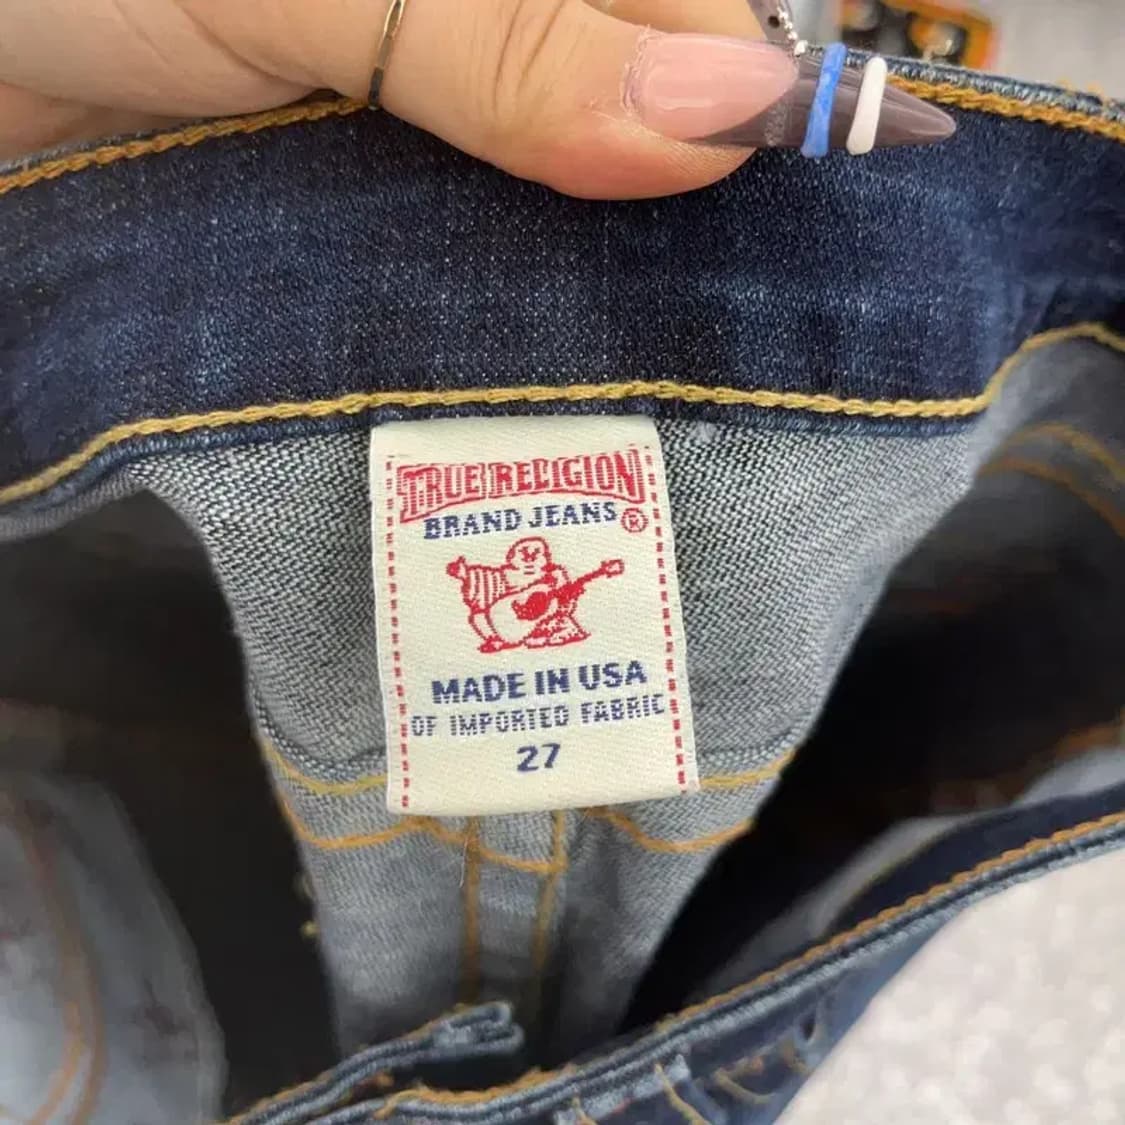 TRUE RELIGION
BRAND JEANS ®
MADE IN USA
OF IMPORTED FABRIC
27